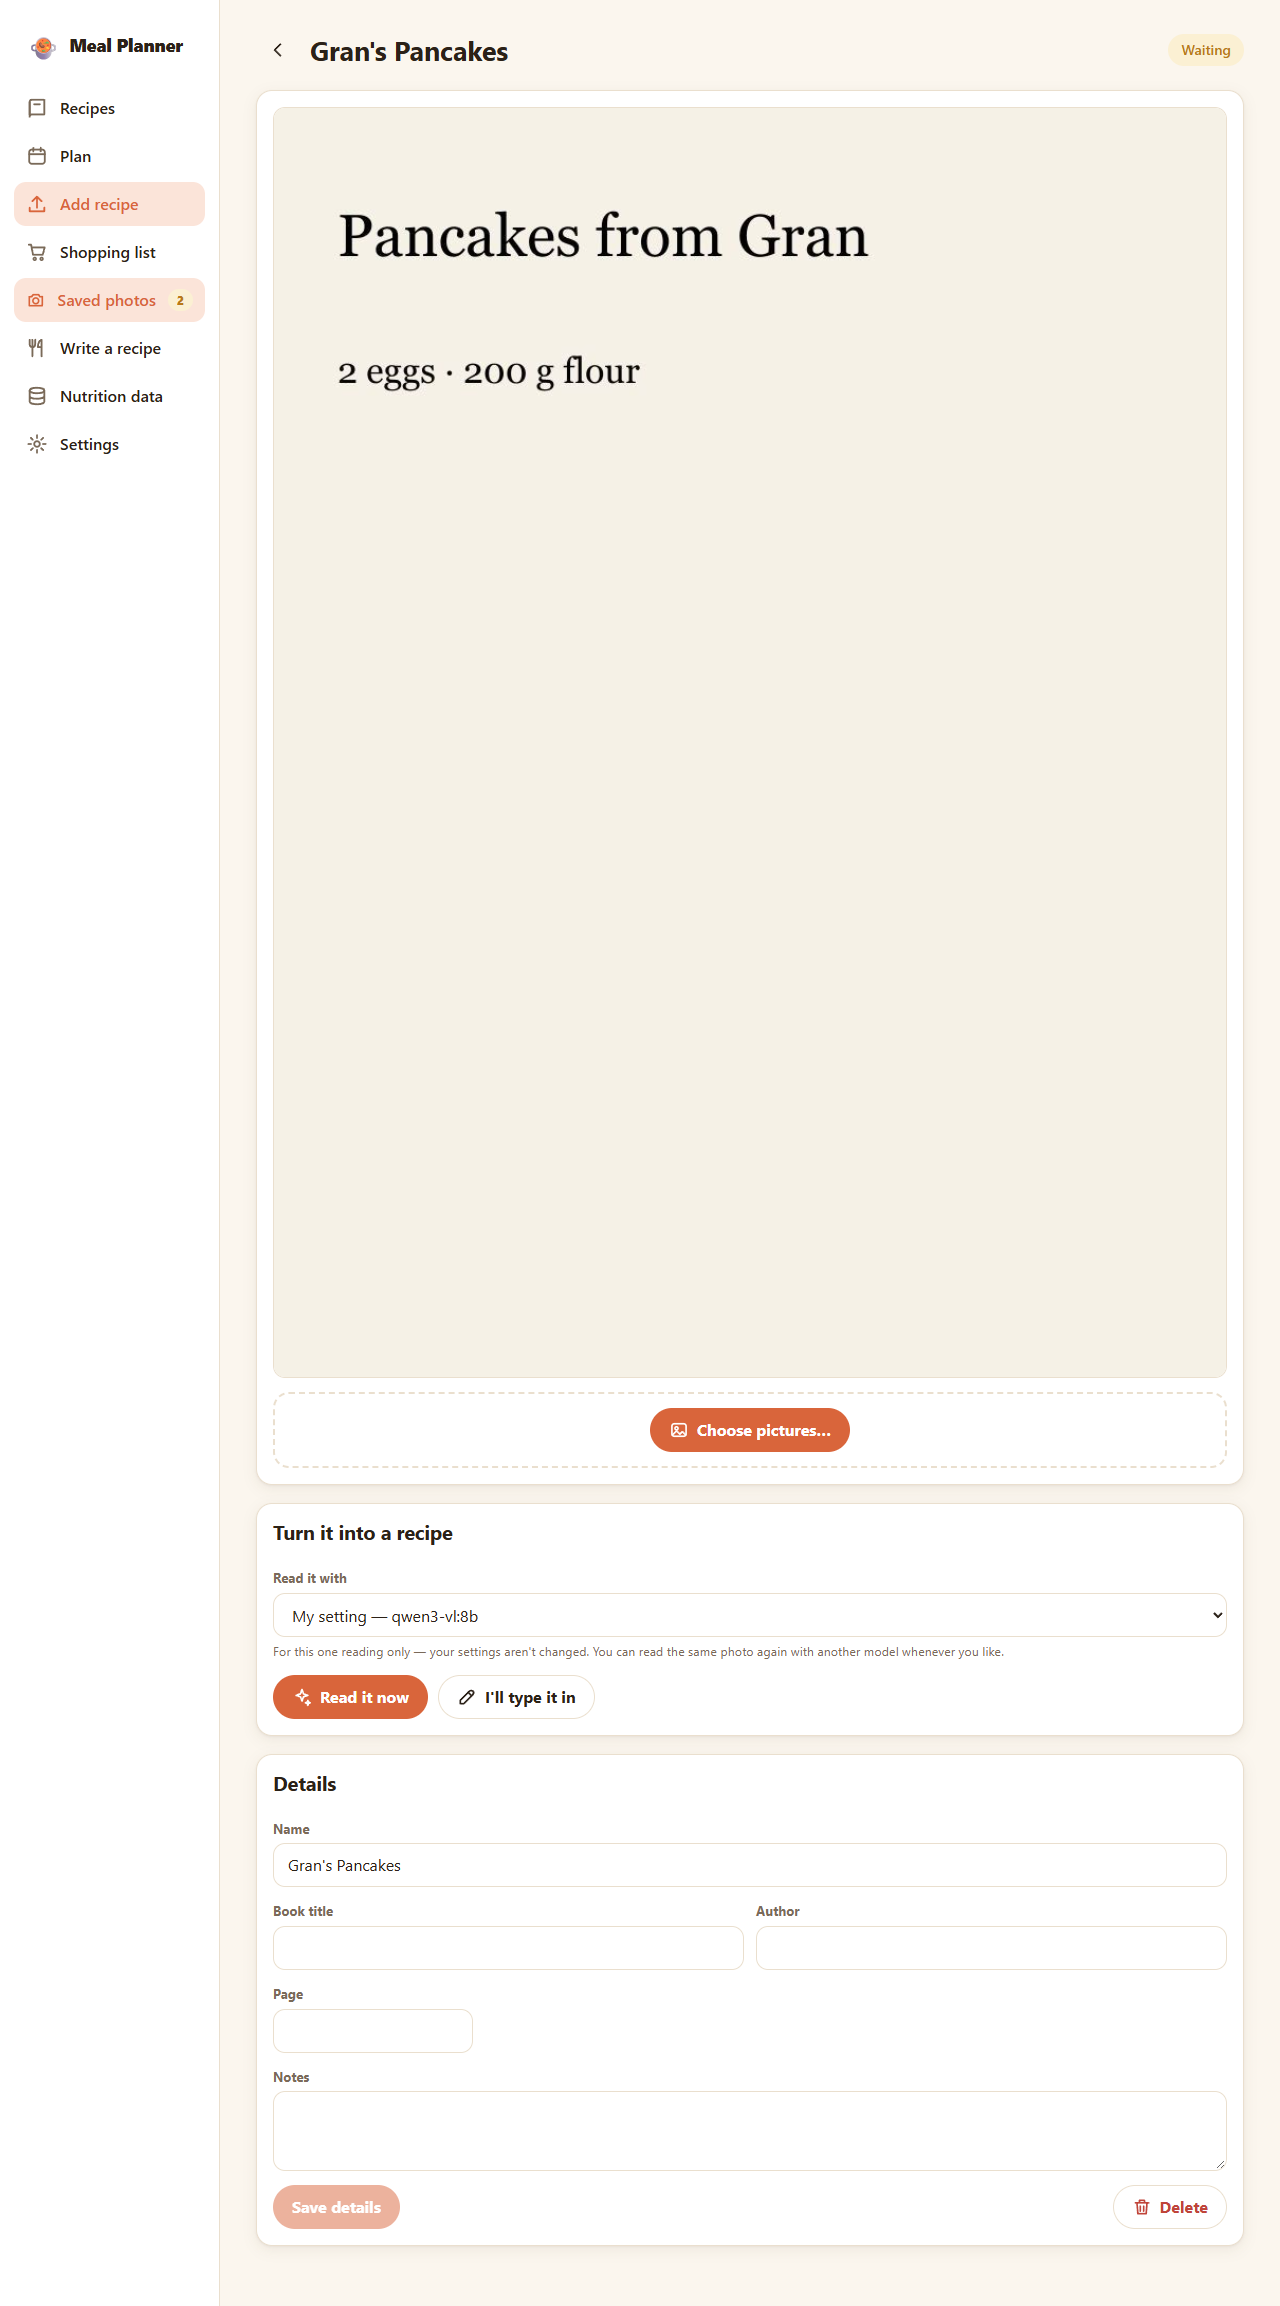 Meal Planner
Recipes
Plan
Add recipe
Shopping list
Saved photos 2
Write a recipe
Nutrition data
Settings
Gran's Pancakes
Waiting
Pancakes from Gran
2 eggs · 200 g flour
Choose pictures…
Turn it into a recipe
Read it with
My setting — qwen3-vl:8b
For this one reading only — your settings aren't changed. You can read the same photo again with another model whenever you like.
Read it now
I'll type it in
Details
Name
Gran's Pancakes
Book title
Author
Page
Notes
Save details
Delete